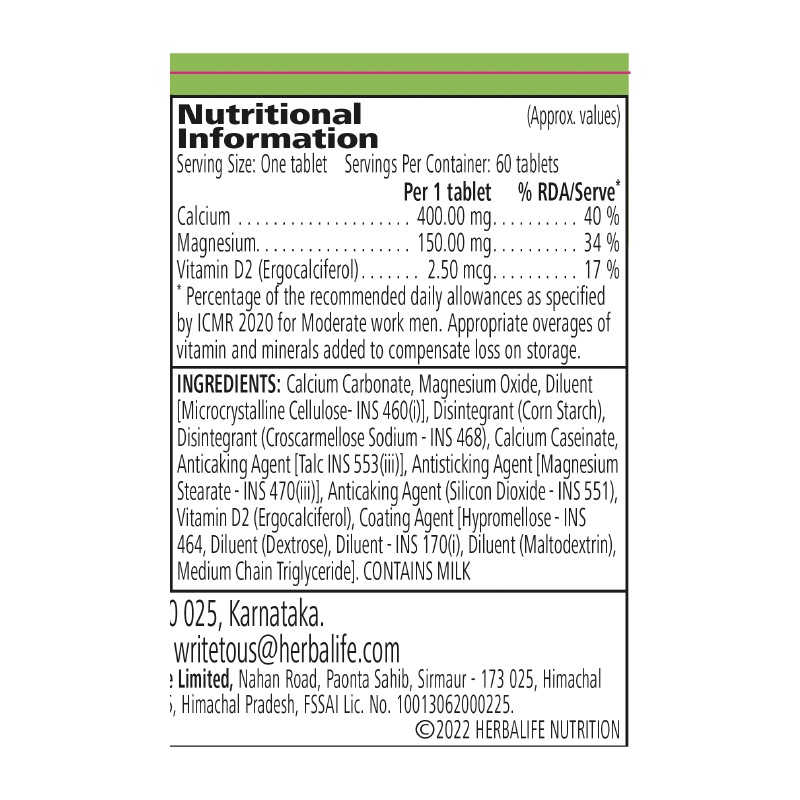 Nutritional
Information
(Approx. values)
Serving Size: One tablet Servings Per Container: 60 tablets
Per 1 tablet % RDA/Serve*
Calcium . . . . . . . . . . . . . . . . . . . . 400.00 mg. . . . . . . . . . 40 %
Magnesium. . . . . . . . . . . . . . . . . 150.00 mg. . . . . . . . . . 34 %
Vitamin D2 (Ergocalciferol) . . . . . . . 2.50 mcg. . . . . . . . . . 17 %
* Percentage of the recommended daily allowances as specified
by ICMR 2020 for Moderate work men. Appropriate overages of
vitamin and minerals added to compensate loss on storage.
INGREDIENTS: Calcium Carbonate, Magnesium Oxide, Diluent
[Microcrystalline Cellulose- INS 460(i)], Disintegrant (Corn Starch),
Disintegrant (Croscarmellose Sodium - INS 468), Calcium Caseinate,
Anticaking Agent [Talc INS 553(iii)], Antisticking Agent [Magnesium
Stearate - INS 470(iii)], Anticaking Agent (Silicon Dioxide - INS 551),
Vitamin D2 (Ergocalciferol), Coating Agent [Hypromellose - INS
464, Diluent (Dextrose), Diluent - INS 170(i), Diluent (Maltodextrin),
Medium Chain Triglyceride]. CONTAINS MILK
0 025, Karnataka.
writetous@herbalife.com
e Limited, Nahan Road, Paonta Sahib, Sirmaur - 173 025, Himachal
, Himachal Pradesh, FSSAI Lic. No. 10013062000225.
©2022 HERBALIFE NUTRITION